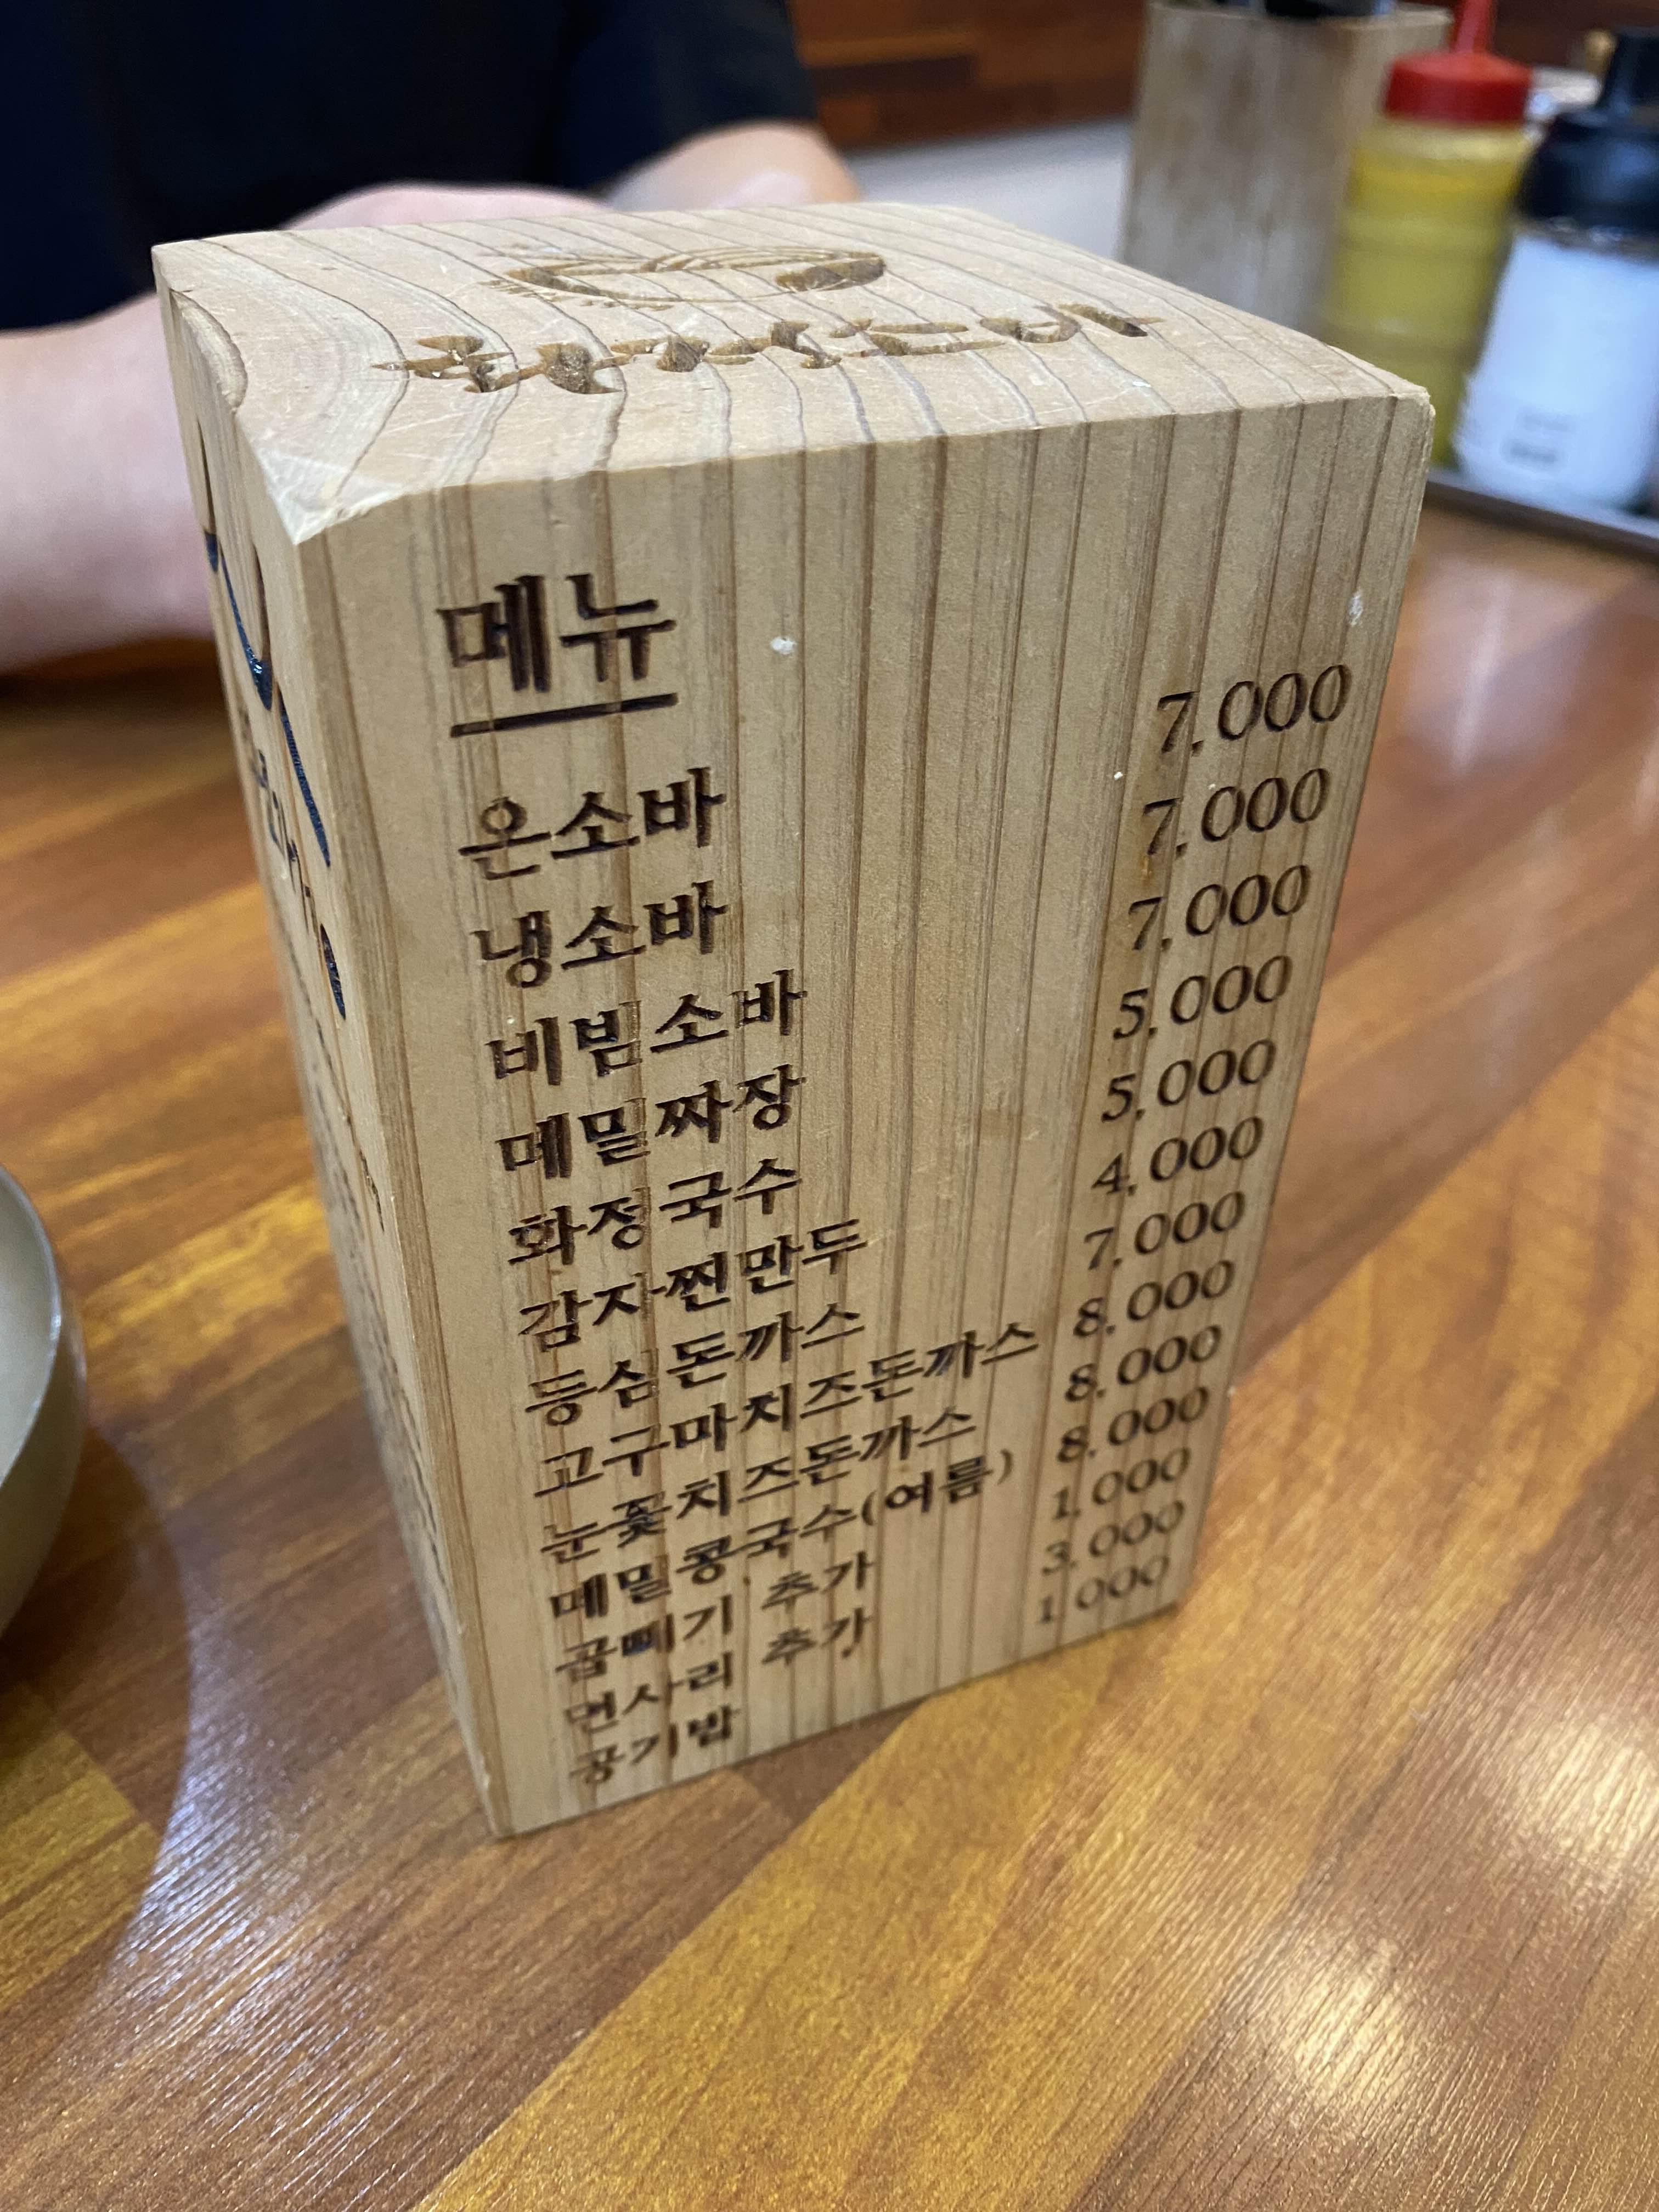 메뉴
온소바 7,000
냉소바 7,000
비빔소바 7,000
메밀짜장 5,000
화정국수 5,000
감자찐만두 4,000
등심돈까스 7,000
고구마치즈돈까스 8,000
눈꽃치즈돈까스 8,000
메밀콩국수(여름) 8,000
곱빼기 추가 1,000
면사리 추가 3,000
공기밥 1,000